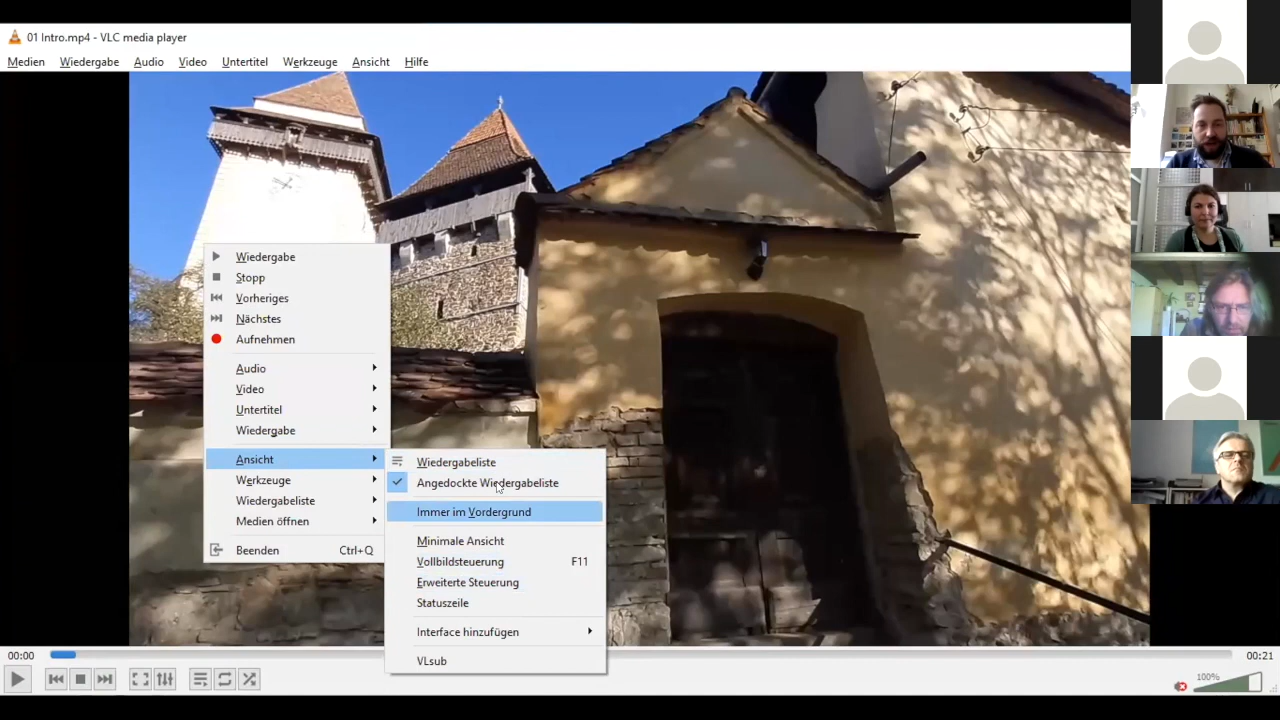 01 Intro.mp4 - VLC media player
Medien Wiedergabe Audio Video Untertitel Werkzeuge Ansicht Hilfe
Wiedergabe
Stopp
Vorheriges
Nächstes
Aufnehmen
Audio
Video
Untertitel
Wiedergabe
Ansicht
Werkzeuge
Wiedergabeliste
Medien öffnen
Beenden Ctrl+Q
Wiedergabeliste
Angedockte Wiedergabeliste
Immer im Vordergrund
Minimale Ansicht
Vollbildsteuerung F11
Erweiterte Steuerung
Statuszeile
Interface hinzufügen
VLsub
00:00 00:21
100%